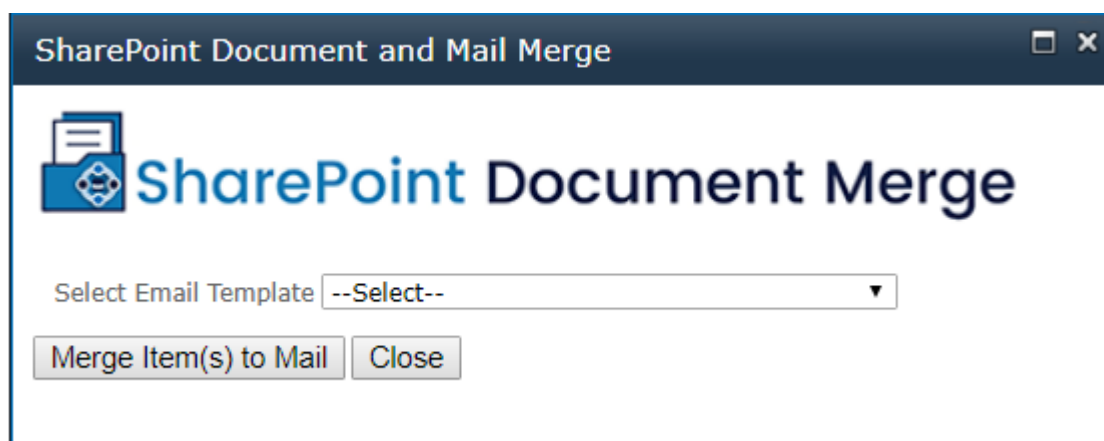 SharePoint Document and Mail Merge
SharePoint Document Merge
Select Email Template --Select--
Merge Item(s) to Mail Close